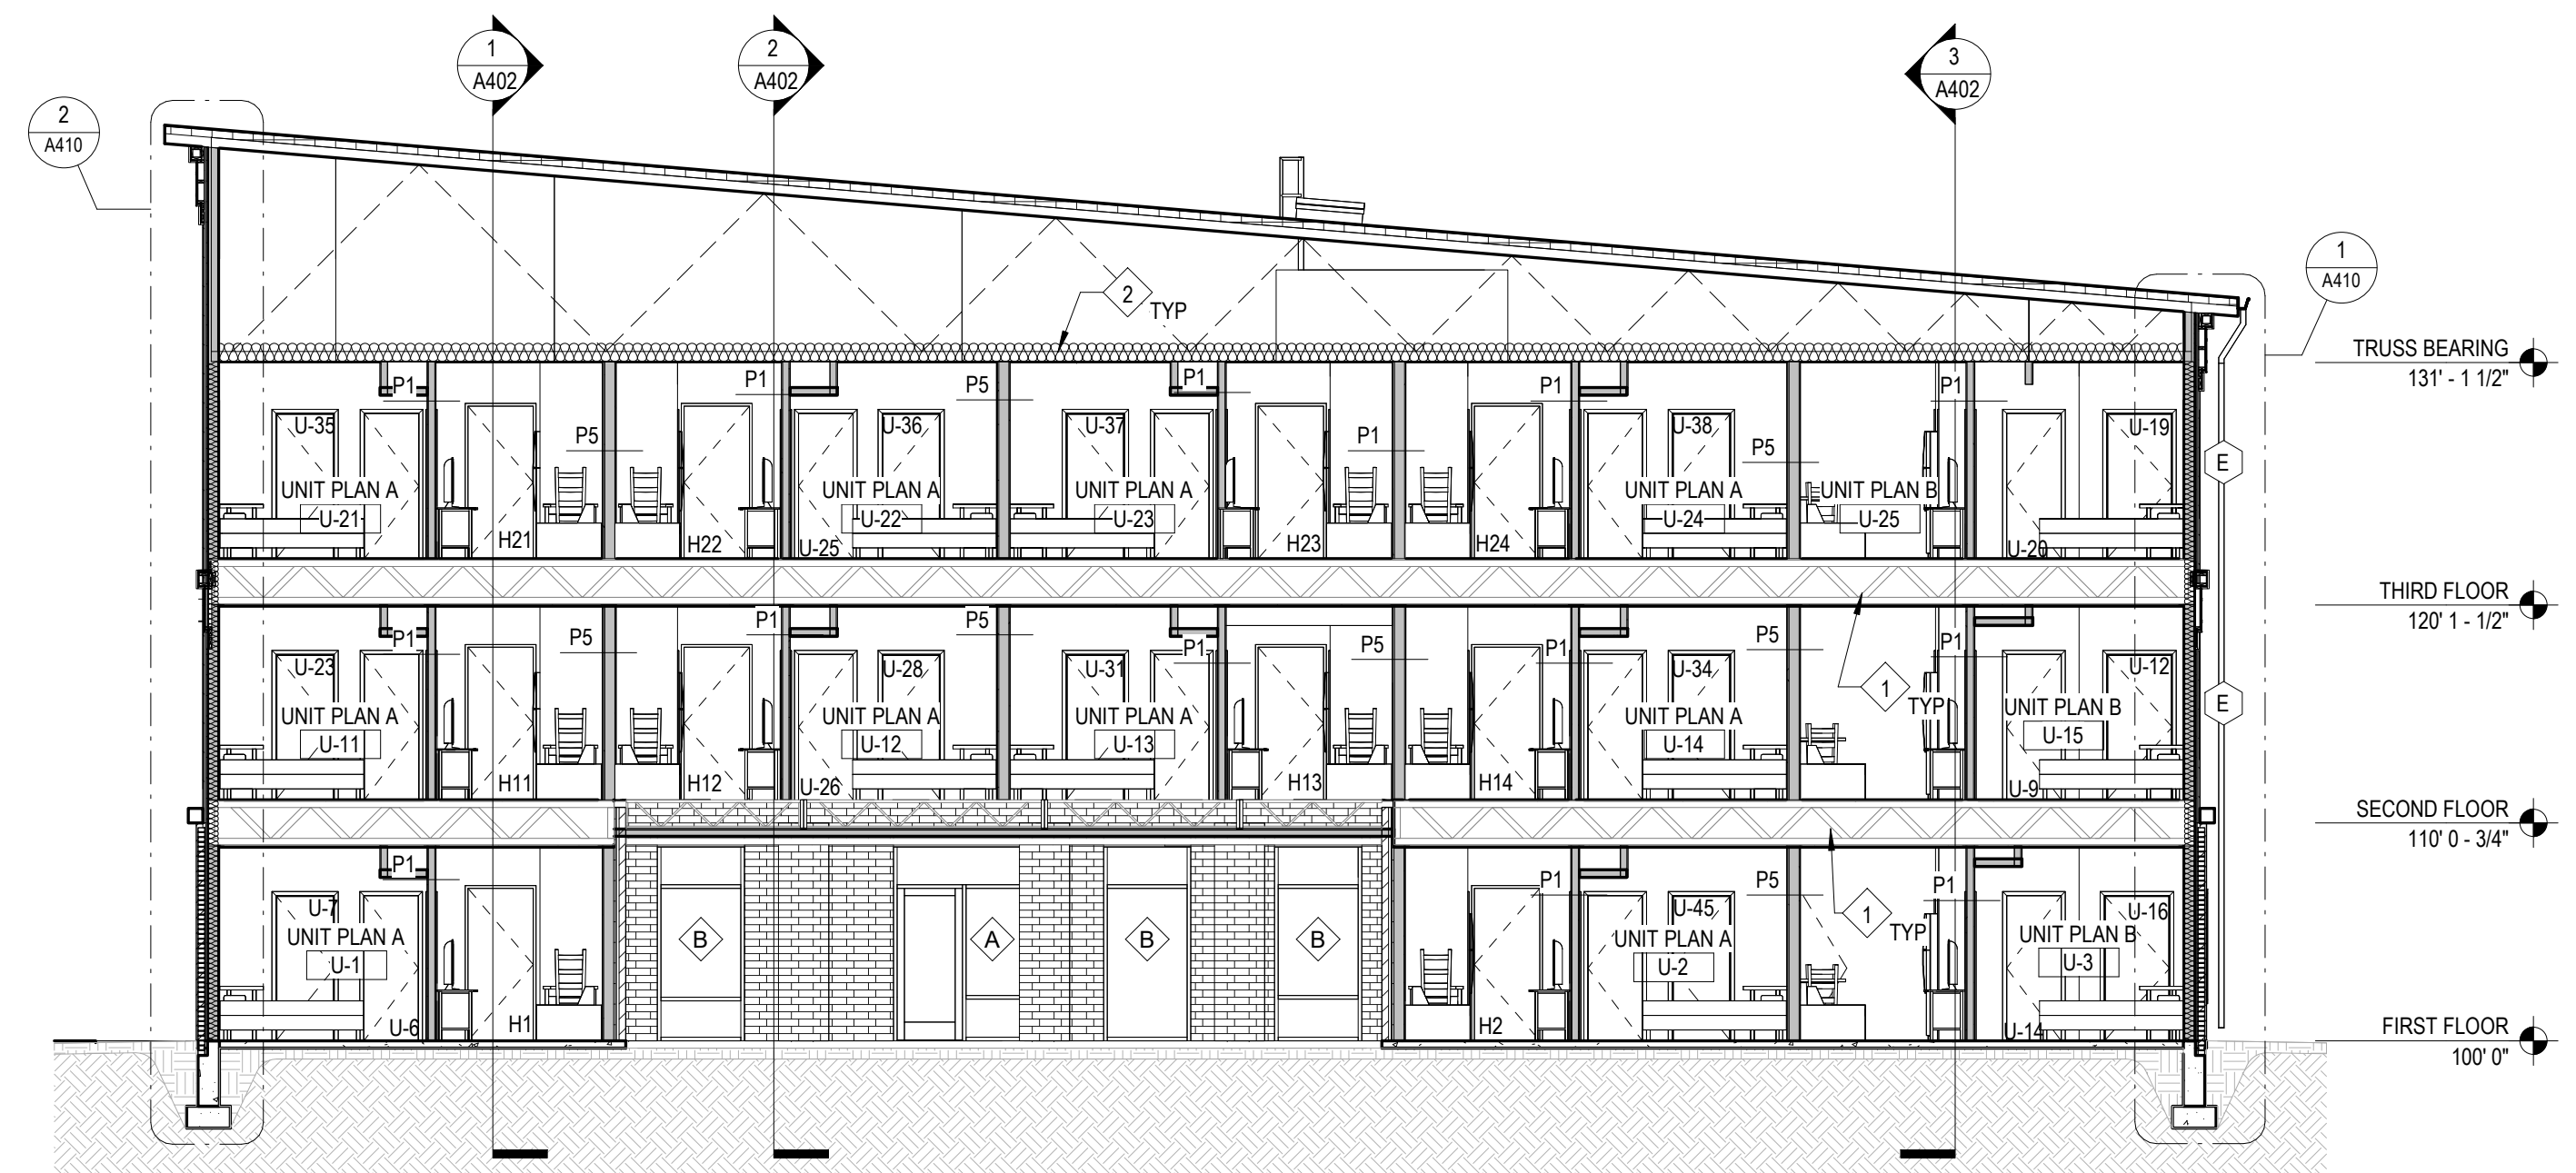 1
A402
2
A402
3
A402
2
A410
1
A410
2
TYP
TRUSS BEARING
131' - 1 1/2"
P1
P1
P5
P1
P1
P1
U-35
P5
U-36
U-37
P1
U-38
P5
U-19
E
UNIT PLAN A
U-21
UNIT PLAN A
U-22
UNIT PLAN A
U-23
UNIT PLAN A
U-24
UNIT PLAN B
U-25
H21
H22
U-25
H23
H24
U-20
THIRD FLOOR
120' 1 - 1/2"
P1
P5
P1
P5
P1
P5
P1
P5
P1
U-23
U-28
U-31
U-34
U-12
1
TYP
E
UNIT PLAN A
U-11
UNIT PLAN A
U-12
UNIT PLAN A
U-13
UNIT PLAN A
U-14
UNIT PLAN B
U-15
H11
H12
U-26
H13
H14
U-9
SECOND FLOOR
110' 0 - 3/4"
P1
P1
P5
P1
U-7
U-45
1
TYP
U-16
UNIT PLAN A
U-1
B
A
B
B
UNIT PLAN A
U-2
UNIT PLAN B
U-3
U-6
H1
H2
U-14
FIRST FLOOR
100' 0"